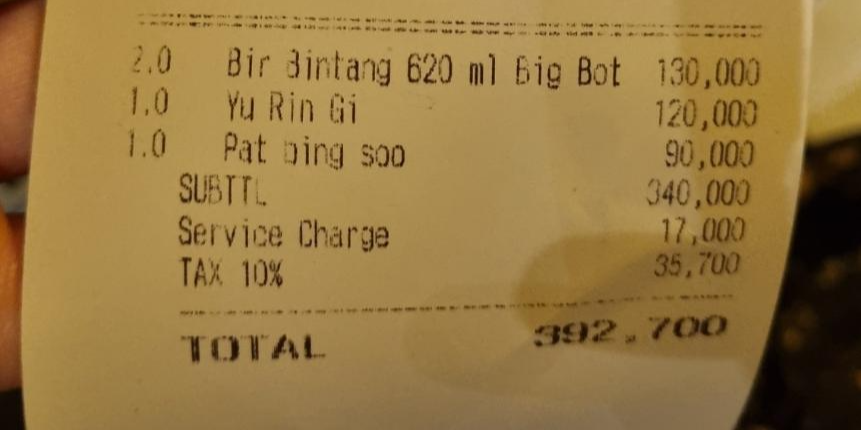 2.0 Bir Bintang 620 ml Big Bot 130,000
1.0 Yu Rin Gi 120,000
1.0 Pat bing soo 90,000
SUBTTL 340,000
Service Charge 17,000
TAX 10% 35,700
TOTAL 392,700